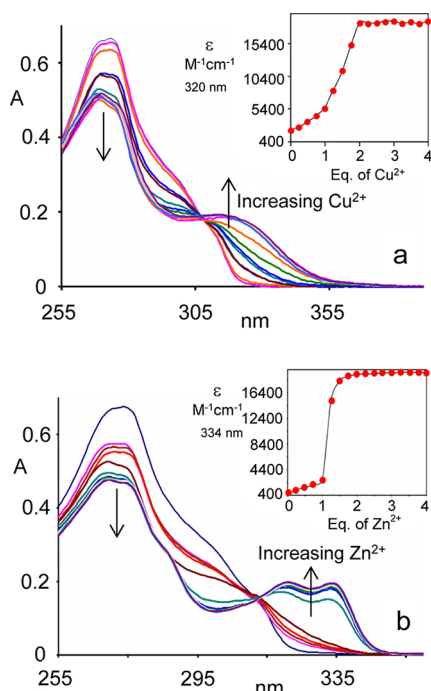 0.6
A
0.4
0.2
0
255
305
355
nm
Increasing Cu²⁺
a
ε
M⁻¹cm⁻¹
320 nm
15400
10400
5400
400
0
1
2
3
4
Eq. of Cu²⁺
0.6
A
0.4
0.2
0
255
295
335
nm
Increasing Zn²⁺
b
ε
M⁻¹cm⁻¹
334 nm
16400
12400
8400
4400
400
0
1
2
3
4
Eq. of Zn²⁺